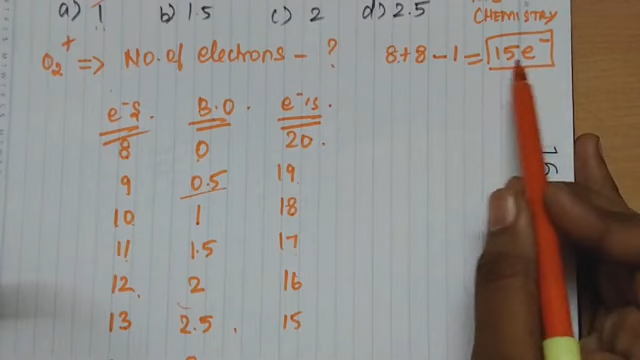 a) 1 b) 1.5 c) 2 d) 2.5
CHEMISTRY
O2+ => No. of electrons - ? 8+8-1 = 15e-
e-s B.O e-'s
8 0 20.
9 0.5 19
10 1 18
11 1.5 17
12. 2 16
13 2.5. 15
16